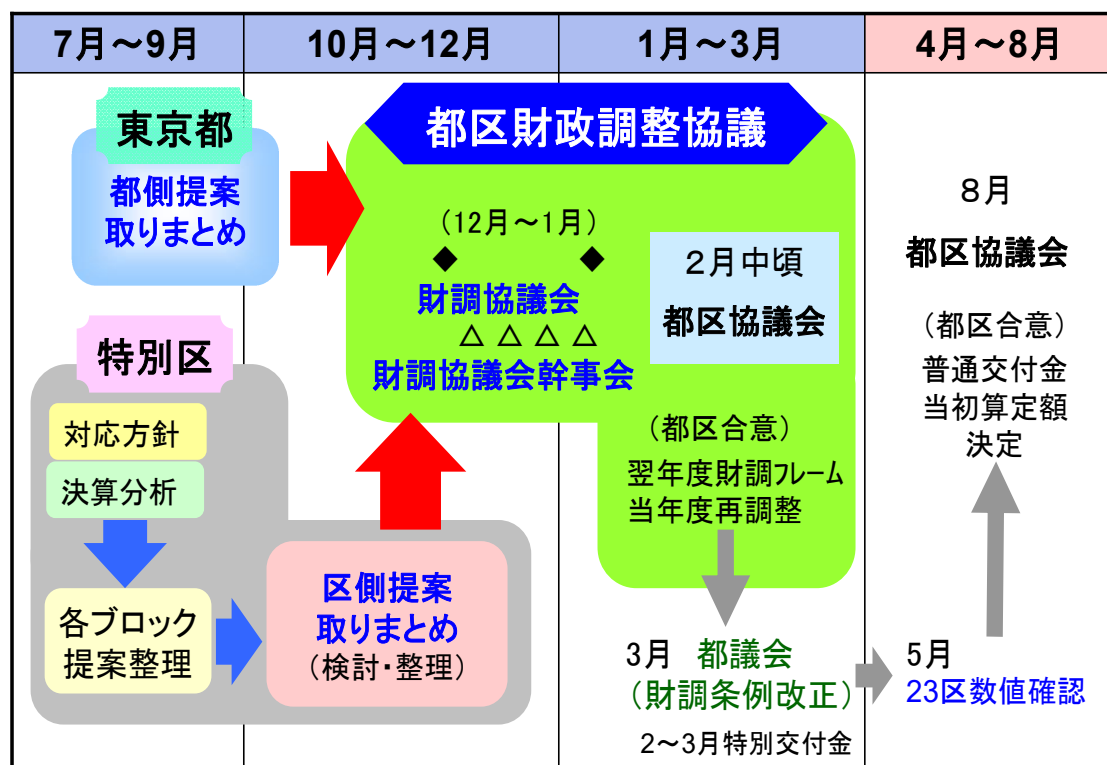 7月～9月
10月～12月
1月～3月
4月～8月
東京都
都側提案
取りまとめ
特別区
対応方針
決算分析
各ブロック
提案整理
区側提案
取りまとめ
（検討・整理）
都区財政調整協議
（12月～1月）
◆ ◆
財調協議会
△ △ △ △
財調協議会幹事会
２月中頃
都区協議会
（都区合意）
翌年度財調フレーム
当年度再調整
3月 都議会
（財調条例改正）
2～3月特別交付金
5月
23区数値確認
８月
都区協議会
（都区合意）
普通交付金
当初算定額
決定